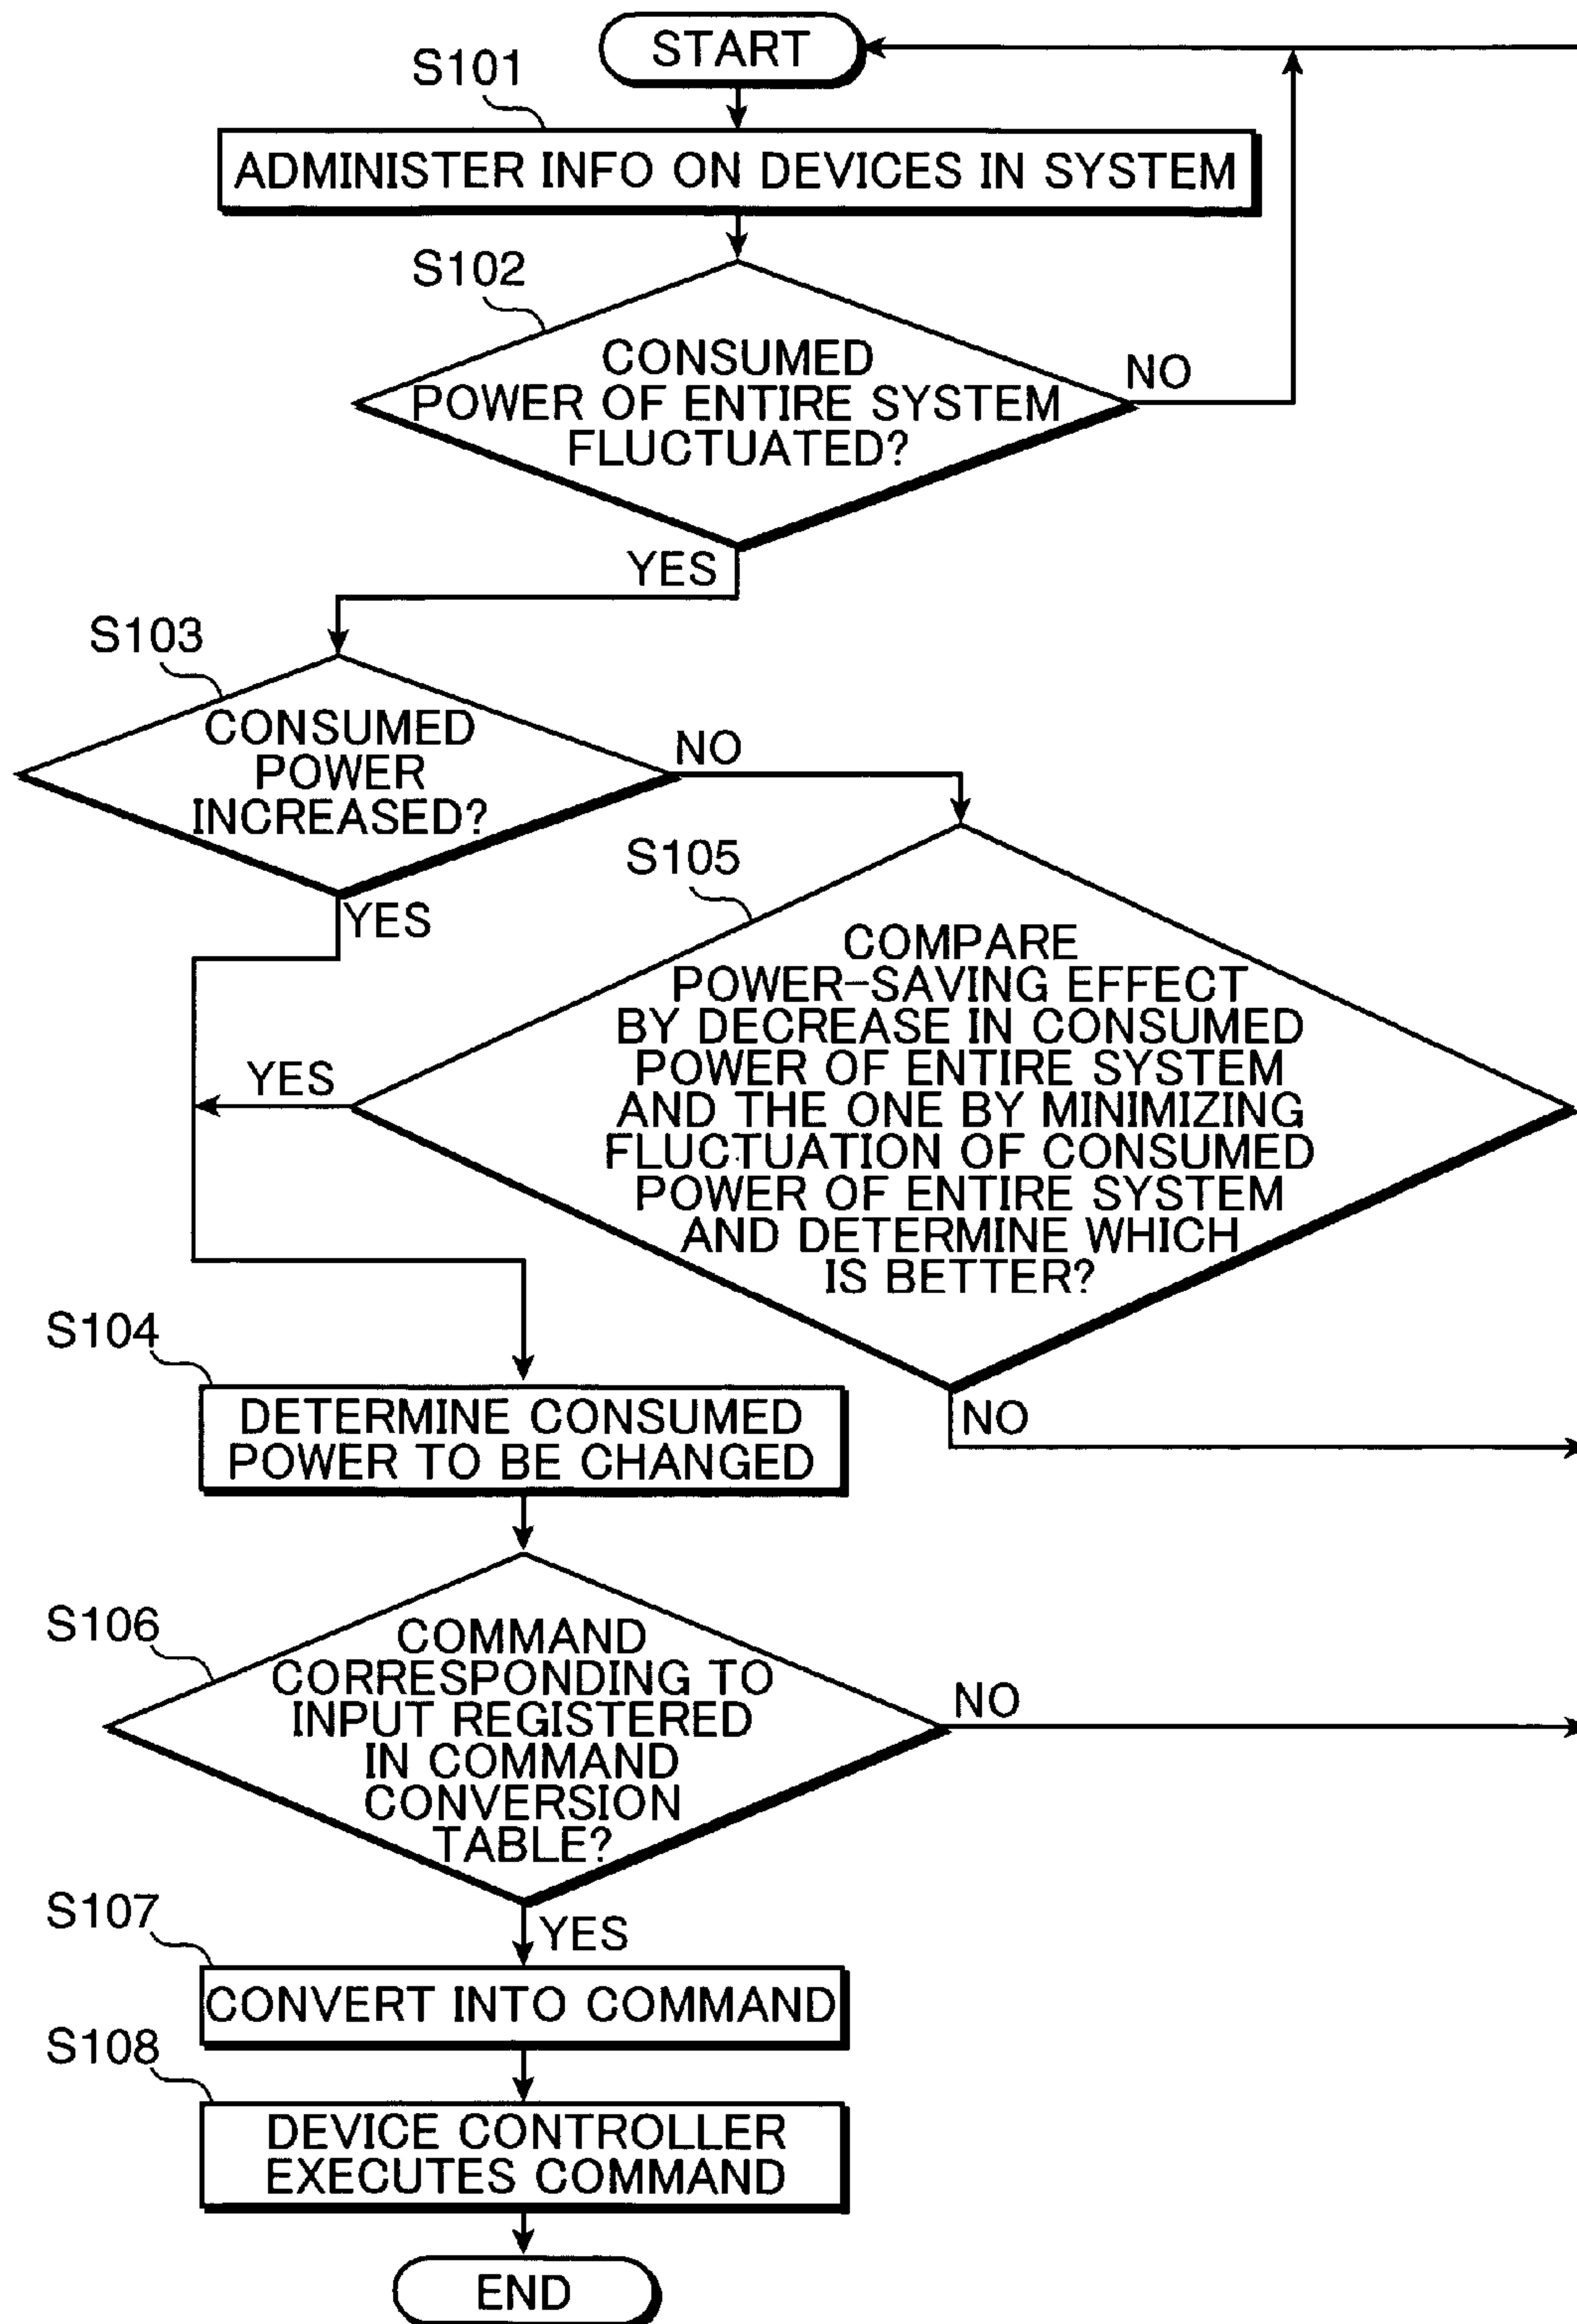 START
S101
ADMINISTER INFO ON DEVICES IN SYSTEM
S102
CONSUMED
POWER OF ENTIRE SYSTEM
FLUCTUATED?
NO
YES
S103
CONSUMED
POWER
INCREASED?
NO
YES
S105
COMPARE
POWER-SAVING EFFECT
BY DECREASE IN CONSUMED
POWER OF ENTIRE SYSTEM
AND THE ONE BY MINIMIZING
FLUCTUATION OF CONSUMED
POWER OF ENTIRE SYSTEM
AND DETERMINE WHICH
IS BETTER?
YES
NO
S104
DETERMINE CONSUMED
POWER TO BE CHANGED
S106
COMMAND
CORRESPONDING TO
INPUT REGISTERED
IN COMMAND
CONVERSION
TABLE?
NO
YES
S107
CONVERT INTO COMMAND
S108
DEVICE CONTROLLER
EXECUTES COMMAND
END